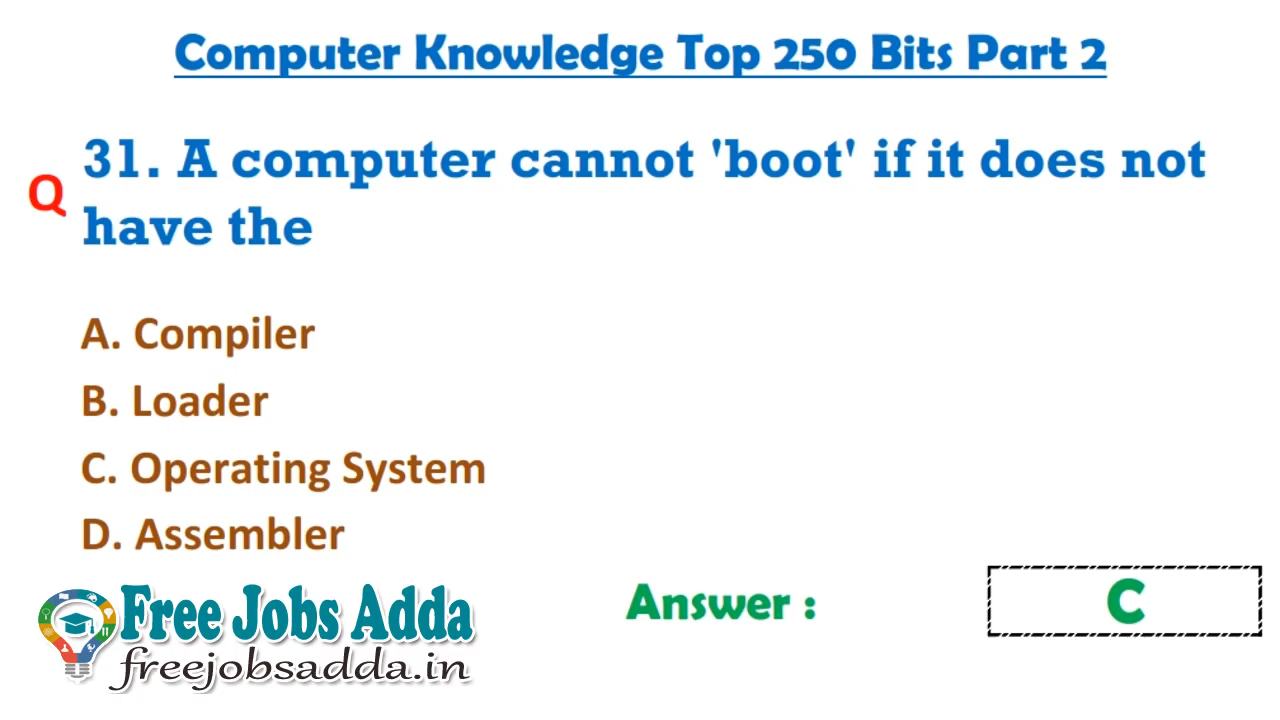 Computer Knowledge Top 250 Bits Part 2
Q
31. A computer cannot 'boot' if it does not
have the
A. Compiler
B. Loader
C. Operating System
D. Assembler
Free Jobs Adda
freejobsadda.in
Answer :
C